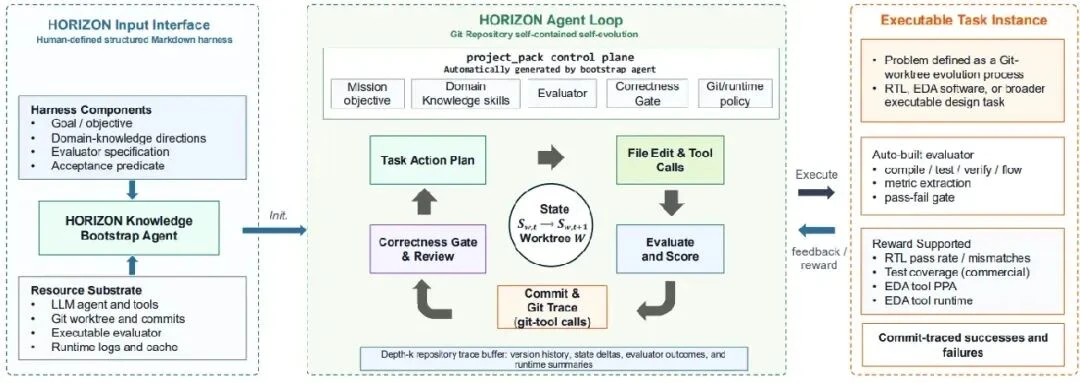 HORIZON Input Interface
Human-defined structured Markdown harness
Harness Components
• Goal / objective
• Domain-knowledge directions
• Evaluator specification
• Acceptance predicate
HORIZON Knowledge
Bootstrap Agent
Resource Substrate
• LLM agent and tools
• Git worktree and commits
• Executable evaluator
• Runtime logs and cache
Init.
HORIZON Agent Loop
Git Repository self-contained self-evolution
project_pack control plane
Automatically generated by bootstrap agent
Mission
objective
Domain
Knowledge skills
Evaluator
Correctness
Gate
Git/runtime
policy
Task Action Plan
File Edit & Tool
Calls
State
S_{w,t} → S_{w,t+1}
Worktree W
Correctness Gate
& Review
Evaluate
and Score
Commit &
Git Trace
(git-tool calls)
Depth-k repository trace buffer: version history, state deltas, evaluator outcomes, and
runtime summaries
Execute
feedback /
reward
Executable Task Instance
• Problem defined as a Git-
worktree evolution process
• RTL, EDA software, or broader
executable design task
Auto-built evaluator
• compile / test / verify / flow
• metric extraction
• pass-fail gate
Reward Supported
• RTL pass rate / mismatches
• Test coverage (commercial)
• EDA tool PPA
• EDA tool runtime
Commit-traced successes and
failures